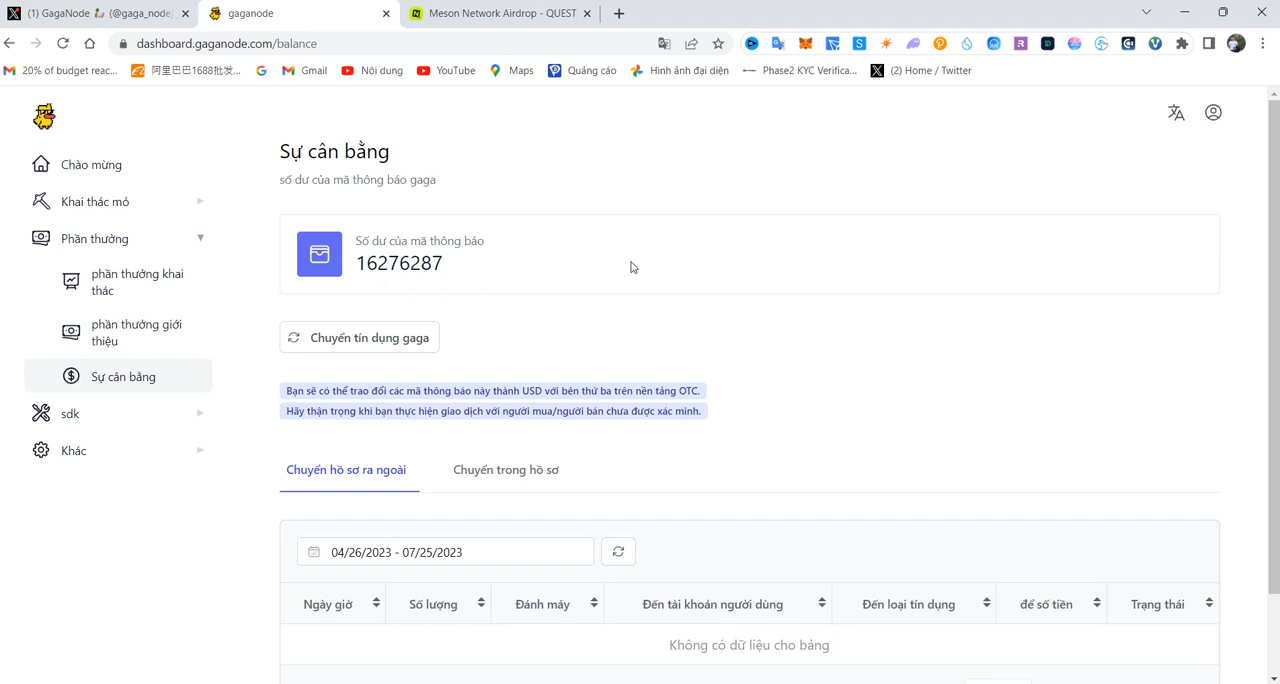 (1) GagaNode (@gaga_node)
gaganode
Meson Network Airdrop - QUEST
dashboard.gaganode.com/balance
20% of budget reac...
阿里巴巴1688批发...
Gmail
Nội dung
YouTube
Maps
Quảng cáo
Hình ảnh đại diện
Phase2 KYC Verifica...
(2) Home / Twitter
Chào mừng
Khai thác mỏ
Phần thưởng
phần thưởng khai
thác
phần thưởng giới
thiệu
Sự cân bằng
sdk
Khác
Sự cân bằng
số dư của mã thông báo gaga
Số dư của mã thông báo
16276287
Chuyển tín dụng gaga
Bạn sẽ có thể trao đổi các mã thông báo này thành USD với bên thứ ba trên nền tảng OTC.
Hãy thận trọng khi bạn thực hiện giao dịch với người mua/người bán chưa được xác minh.
Chuyển hồ sơ ra ngoài
Chuyển trong hồ sơ
04/26/2023 - 07/25/2023
Ngày giờ
Số lượng
Đánh máy
Đến tài khoản người dùng
Đến loại tín dụng
để số tiền
Trạng thái
Không có dữ liệu cho bảng